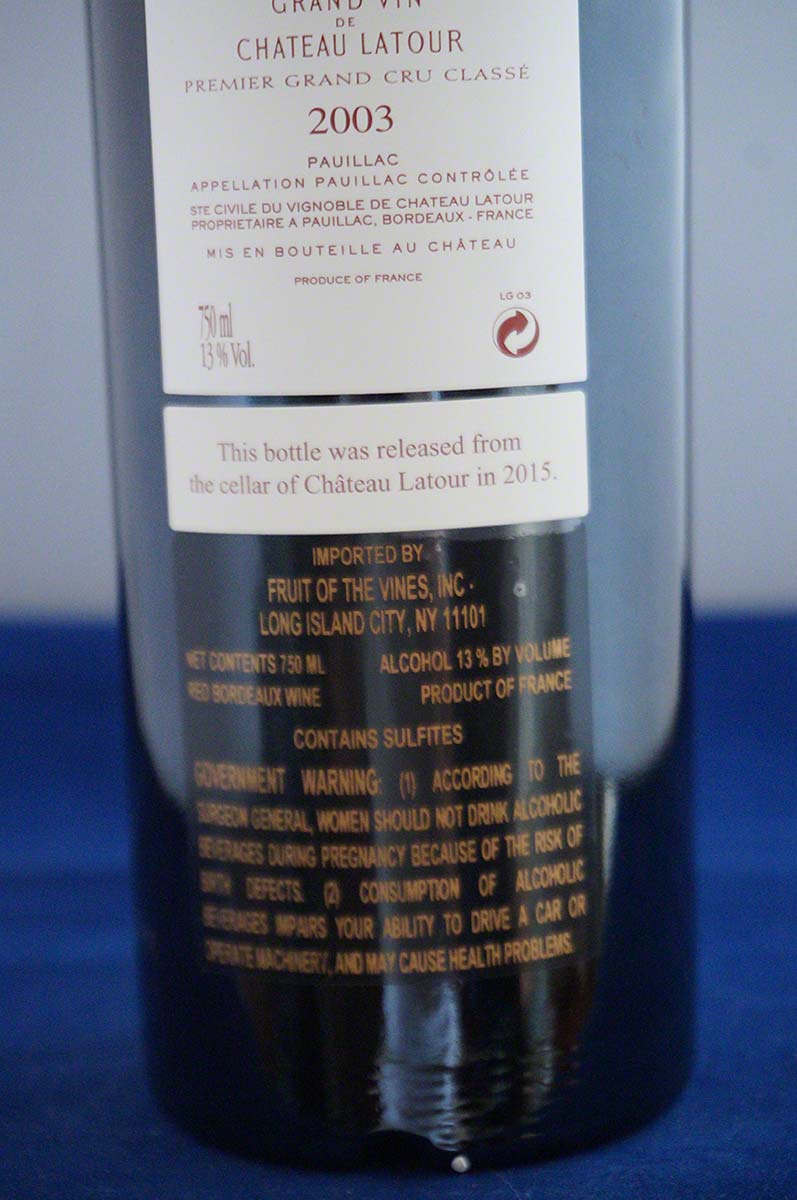 GRAND VIN
DE
CHATEAU LATOUR
PREMIER GRAND CRU CLASSÉ
2003
PAUILLAC
APPELLATION PAUILLAC CONTRÔLÉE
STE CIVILE DU VIGNOBLE DE CHATEAU LATOUR
PROPRIETAIRE A PAUILLAC, BORDEAUX - FRANCE
MIS EN BOUTEILLE AU CHÂTEAU
PRODUCE OF FRANCE
LG 03
750 ml
13 % Vol.
This bottle was released from
the cellar of Château Latour in 2015.
IMPORTED BY
FRUIT OF THE VINES, INC.
LONG ISLAND CITY, NY 11101
NET CONTENTS 750 ML ALCOHOL 13 % BY VOLUME
RED BORDEAUX WINE PRODUCT OF FRANCE
CONTAINS SULFITES
GOVERNMENT WARNING: (1) ACCORDING TO THE
SURGEON GENERAL, WOMEN SHOULD NOT DRINK ALCOHOLIC
BEVERAGES DURING PREGNANCY BECAUSE OF THE RISK OF
BIRTH DEFECTS. (2) CONSUMPTION OF ALCOHOLIC
BEVERAGES IMPAIRS YOUR ABILITY TO DRIVE A CAR OR
OPERATE MACHINERY, AND MAY CAUSE HEALTH PROBLEMS.